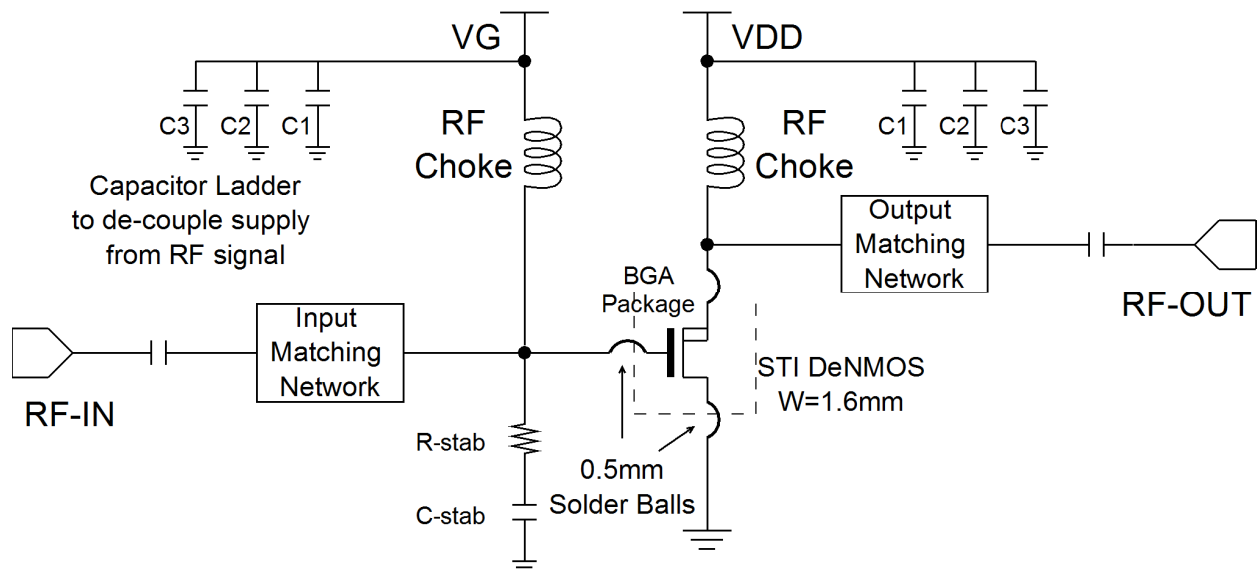 VG
VDD
C3
C2
C1
RF
Choke
RF
Choke
C1
C2
C3
Capacitor Ladder
to de-couple supply
from RF signal
Output
Matching
Network
BGA
Package
RF-OUT
Input
Matching
Network
STI DeNMOS
W=1.6mm
RF-IN
R-stab
0.5mm
Solder Balls
C-stab